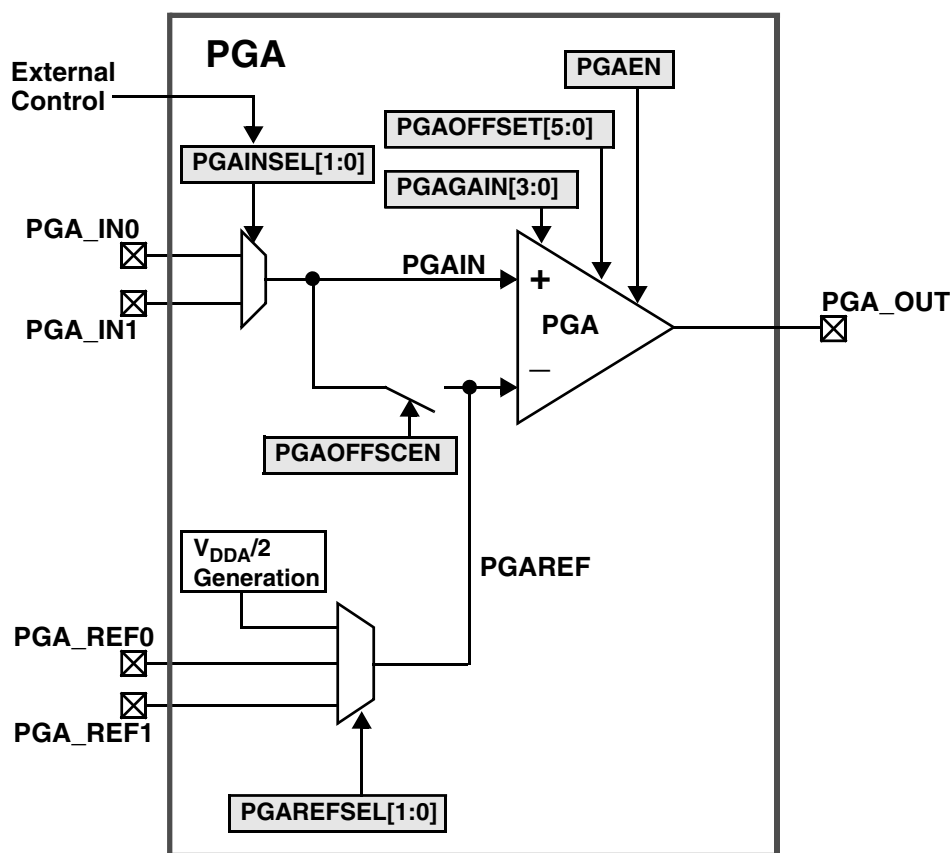 PGA
External
Control
PGAEN
PGAOFFSET[5:0]
PGAINSEL[1:0]
PGAGAIN[3:0]
PGA_IN0
PGAIN
+
PGA_OUT
PGA_IN1
PGA
–
PGAOFFSCEN
VDDA/2
Generation
PGAREF
PGA_REF0
PGA_REF1
PGAREFSEL[1:0]